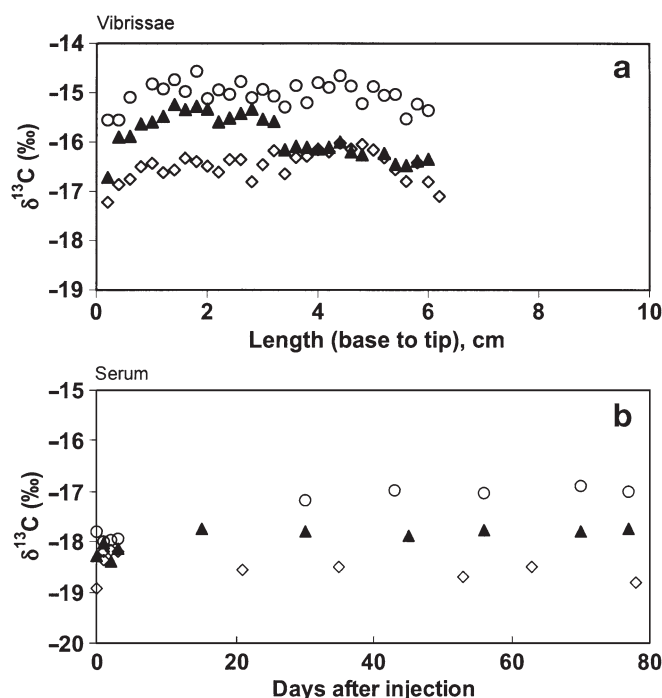 Vibrissae
a
δ¹³C (‰)
–14
–15
–16
–17
–18
–19
0 2 4 6 8 10
Length (base to tip), cm
Serum
b
δ¹³C (‰)
–15
–16
–17
–18
–19
–20
0 20 40 60 80
Days after injection